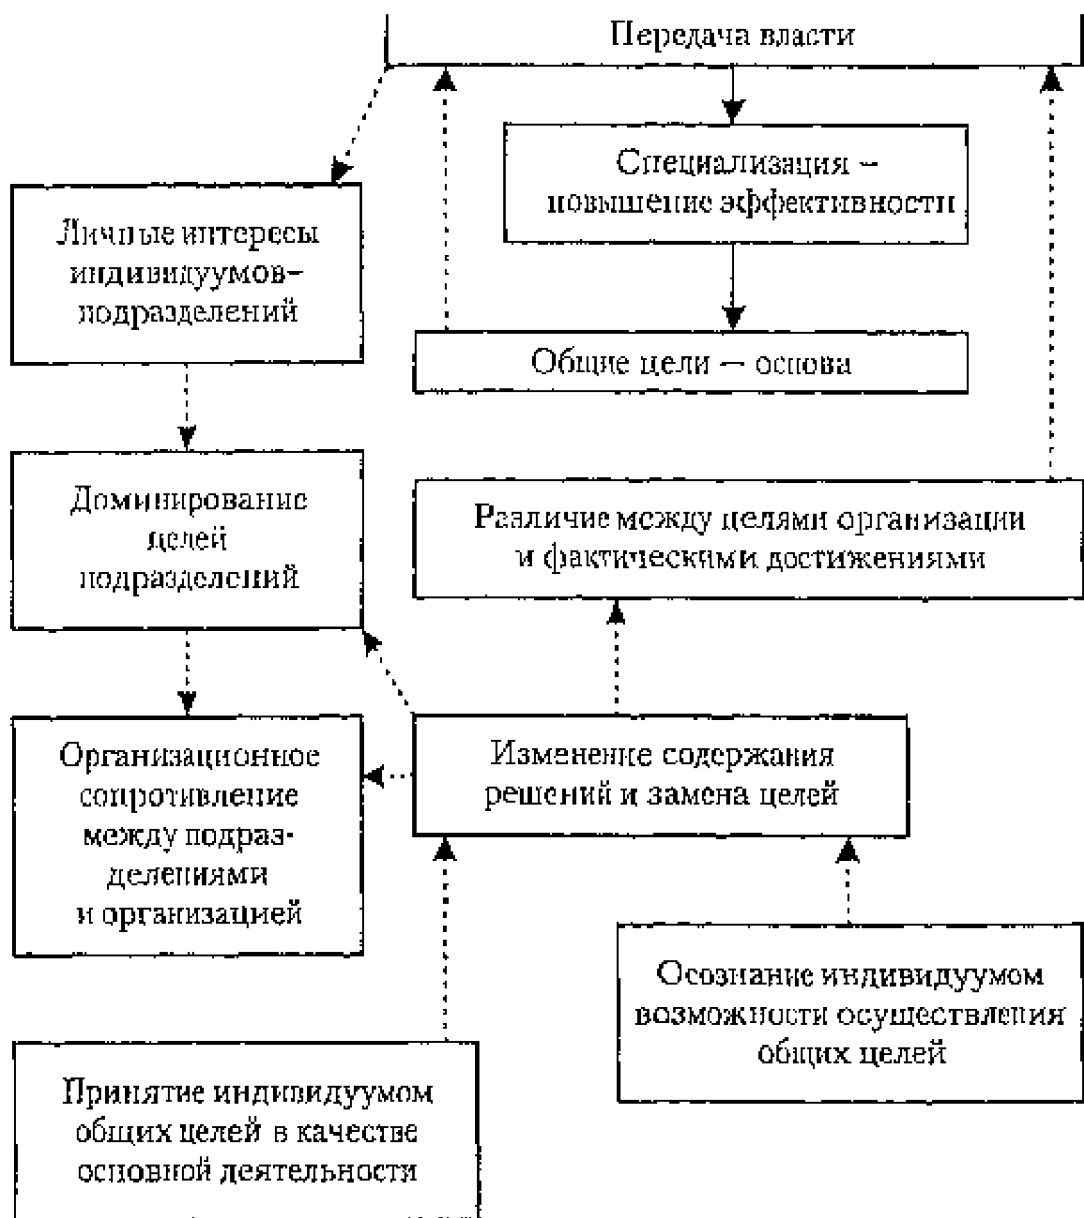 Передача власти
Специализация –
повышение эффективности
Личные интересы
индивидуумов–
подразделений
Общие цели — основа
Доминирование
целей
подразделений
Различие между целями организации
и фактическими достижениями
Организационное
сопротивление
между подраз-
делениями
и организацией
Изменение содержания
решений и замена целей
Осознание индивидуумом
возможности осуществления
общих целей
Принятие индивидуумом
общих целей в качестве
основной деятельности